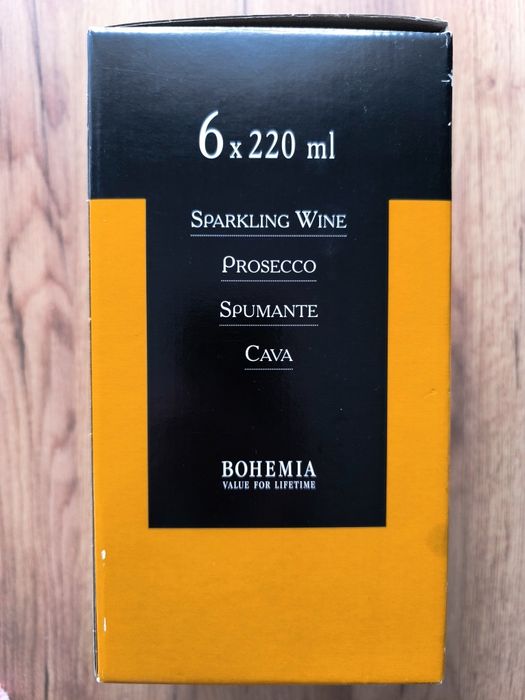 6 x 220 ml
SPARKLING WINE
PROSECCO
SPUMANTE
CAVA
BOHEMIA
VALUE FOR LIFETIME